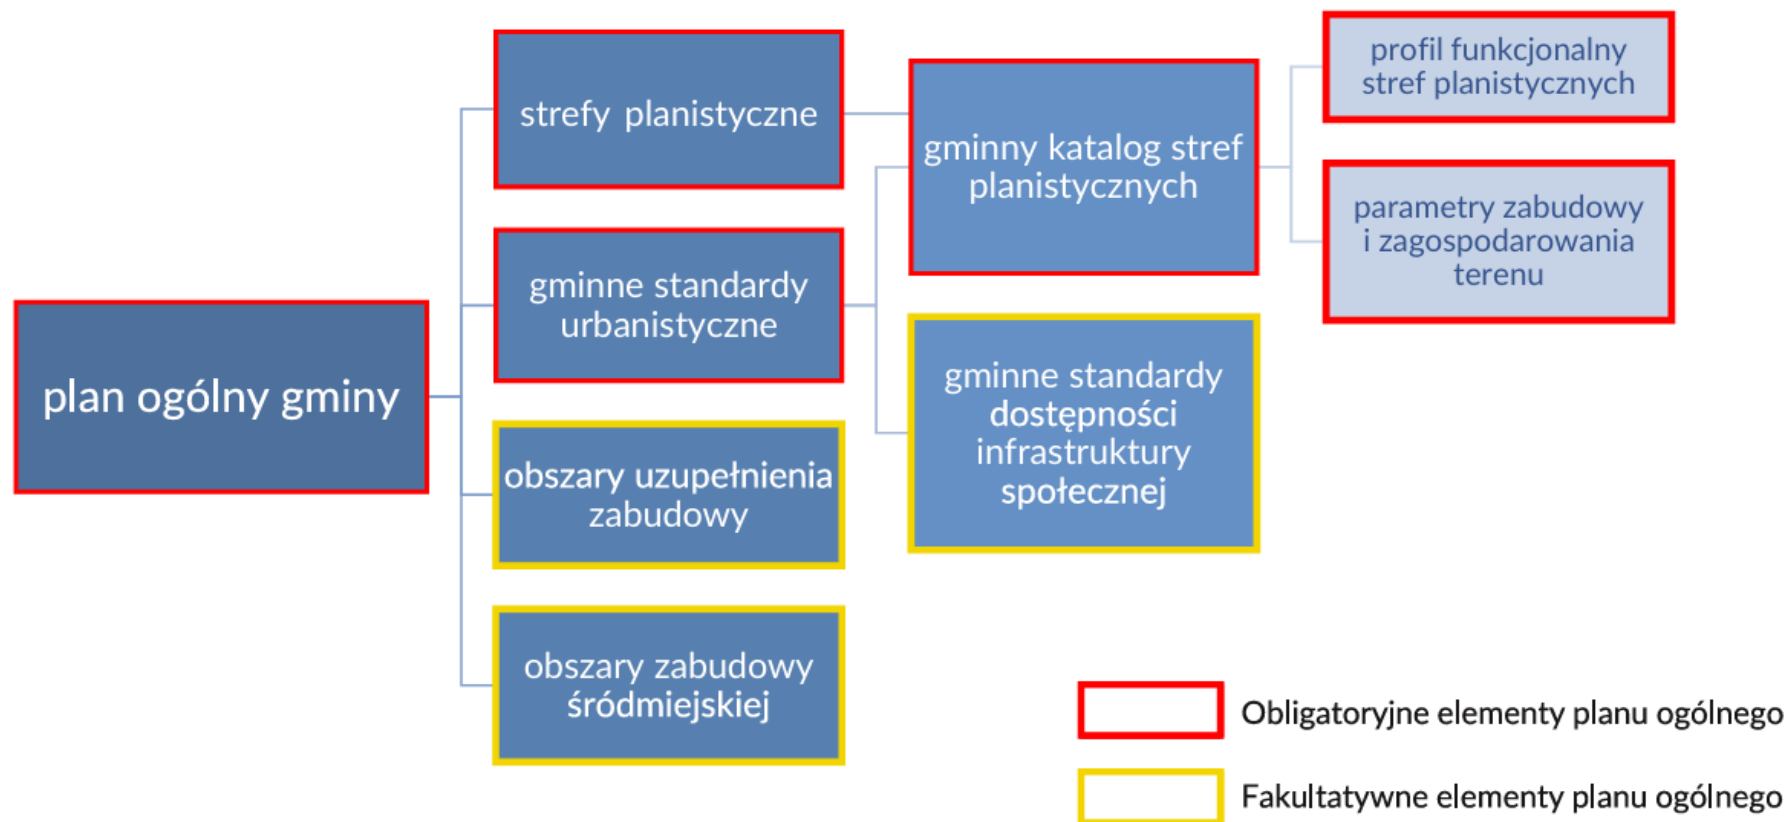 plan ogólny gminy
strefy planistyczne
gminne standardy
urbanistyczne
obszary uzupełnienia
zabudowy
obszary zabudowy
śródmiejskiej
gminny katalog stref
planistycznych
gminne standardy
dostępności
infrastruktury
społecznej
profil funkcjonalny
stref planistycznych
parametry zabudowy
i zagospodarowania
terenu
Obligatoryjne elementy planu ogólnego
Fakultatywne elementy planu ogólnego